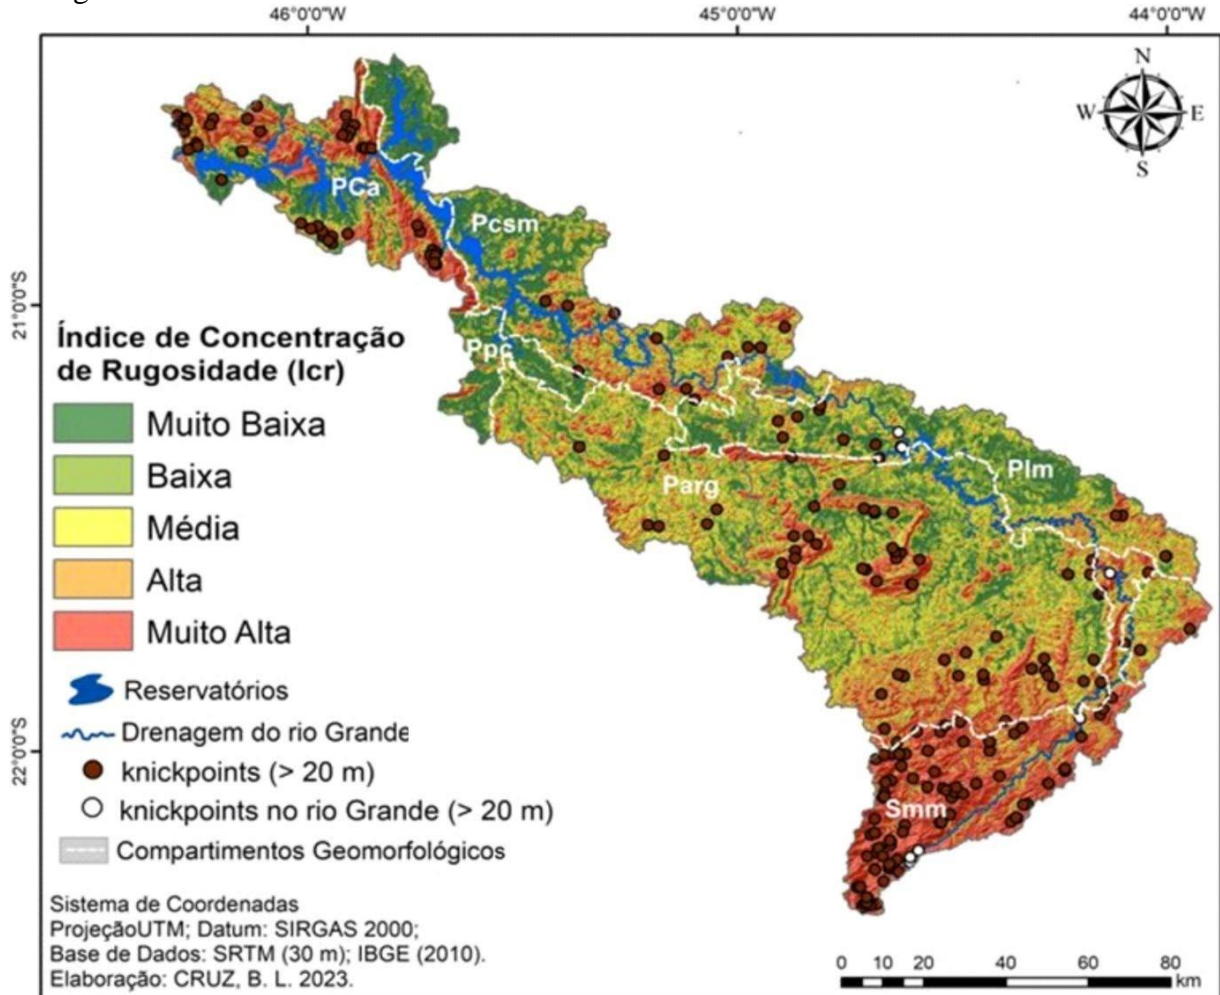 46°0'0"W
45°0'0"W
44°0'0"W
N
W E
S
PCa
Pcsm
21°0'0"S
Índice de Concentração
de Rugosidade (Icr)
Ppc
Muito Baixa
Baixa
Plm
Parg
Média
Alta
Muito Alta
Reservatórios
Drenagem do rio Grande
22°0'0"S
knickpoints (> 20 m)
knickpoints no rio Grande (> 20 m)
Smm
Compartimentos Geomorfológicos
Sistema de Coordenadas
ProjeçãoUTM; Datum: SIRGAS 2000;
Base de Dados: SRTM (30 m); IBGE (2010).
Elaboração: CRUZ, B. L. 2023.
0 10 20 40 60 80
km